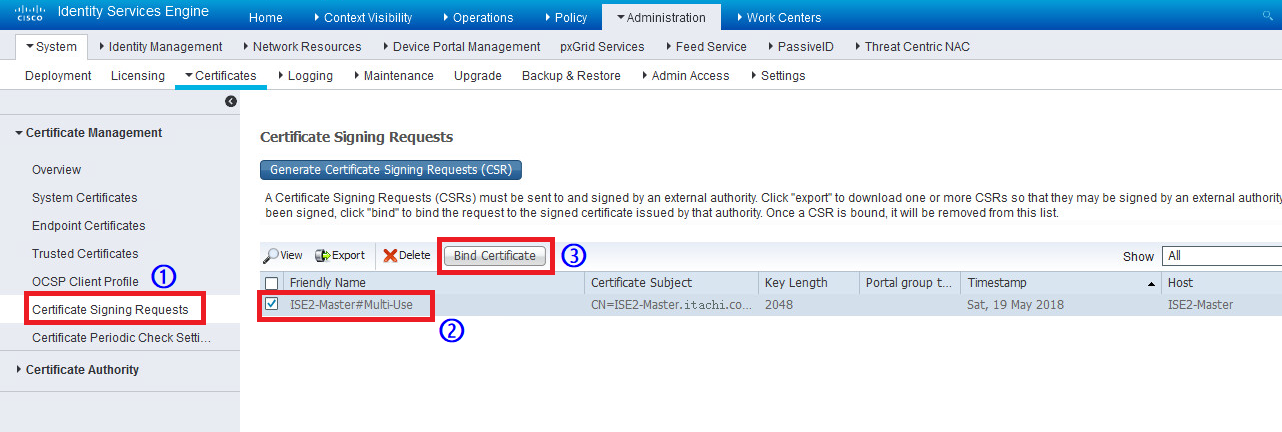 cisco Identity Services Engine Home Context Visibility Operations Policy Administration Work Centers
System Identity Management Network Resources Device Portal Management pxGrid Services Feed Service PassiveID Threat Centric NAC
Deployment Licensing Certificates Logging Maintenance Upgrade Backup & Restore Admin Access Settings
Certificate Management
Overview
System Certificates
Endpoint Certificates
Trusted Certificates
OCSP Client Profile 1
Certificate Signing Requests
Certificate Periodic Check Setti...
Certificate Authority
Certificate Signing Requests
Generate Certificate Signing Requests (CSR)
A Certificate Signing Requests (CSRs) must be sent to and signed by an external authority. Click "export" to download one or more CSRs so that they may be signed by an external authority
been signed, click "bind" to bind the request to the signed certificate issued by that authority. Once a CSR is bound, it will be removed from this list.
View Export Delete Bind Certificate 3 Show All
Friendly Name Certificate Subject Key Length Portal group t... Timestamp Host
ISE2-Master#Multi-Use CN=ISE2-Master.itachi.co... 2048 Sat, 19 May 2018 ISE2-Master
2